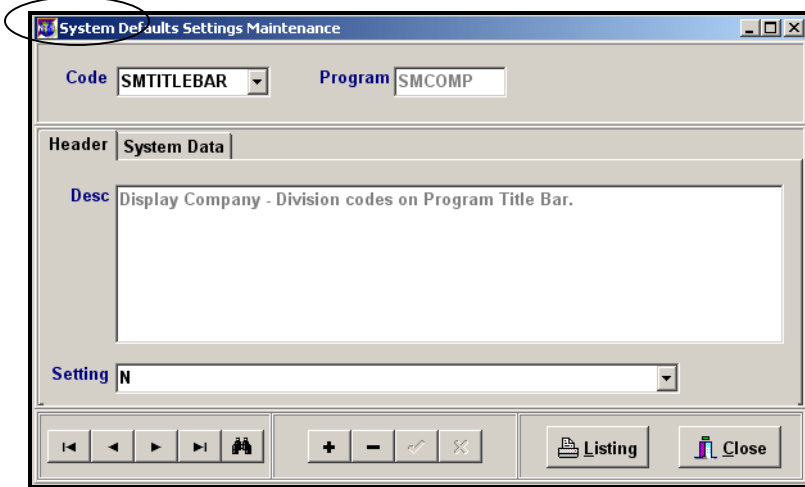 System Defaults Settings Maintenance
Code SMTITLEBAR Program SMCOMP
Header System Data
Desc Display Company - Division codes on Program Title Bar.
Setting N
Listing Close